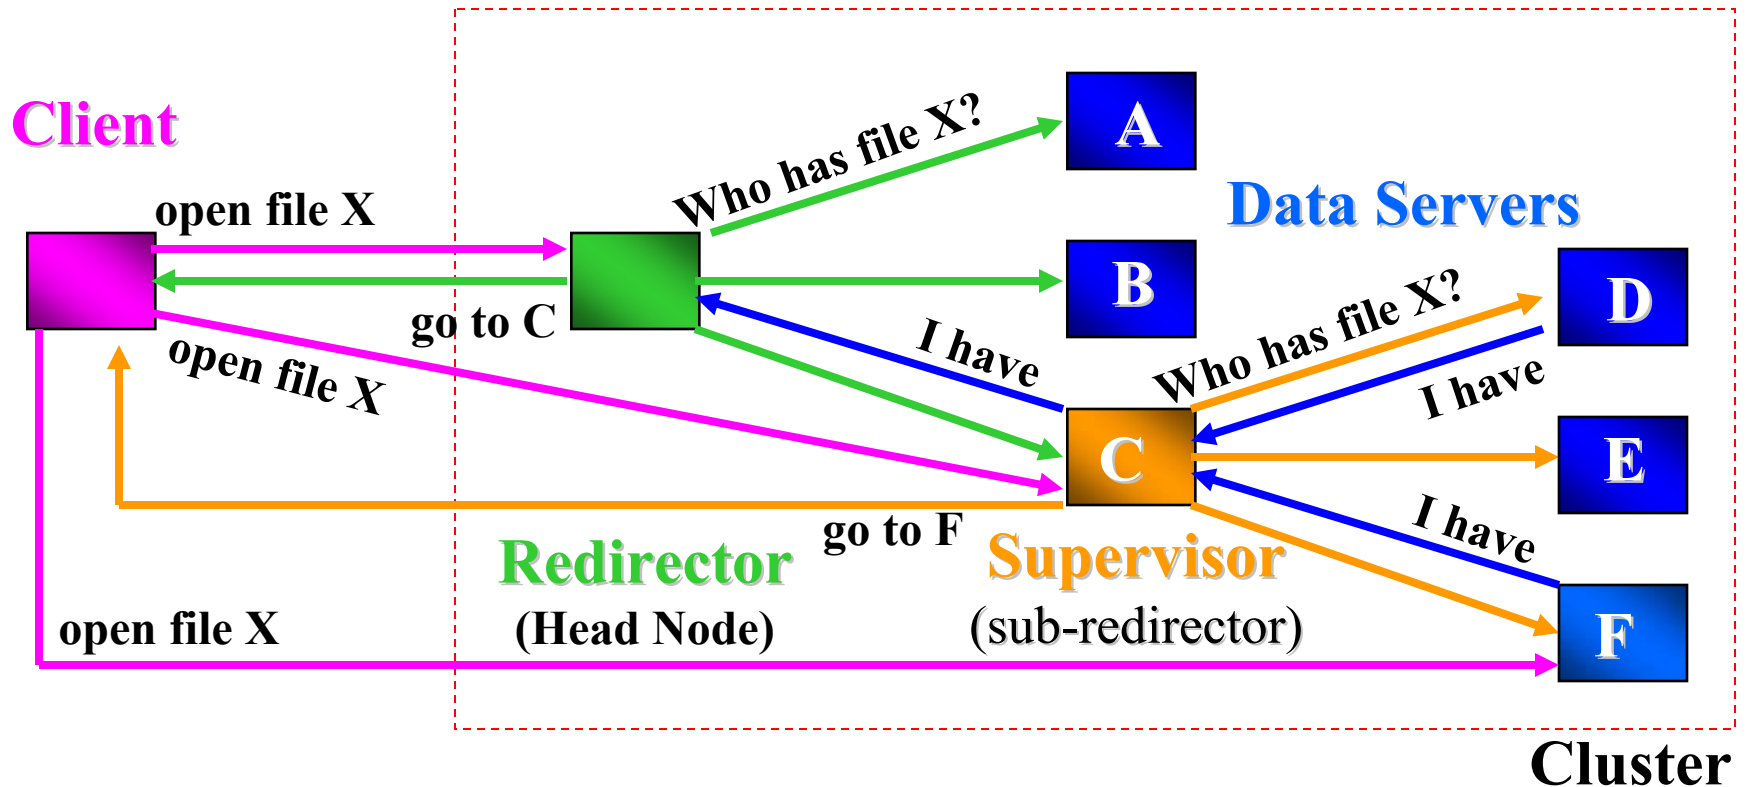 Client
open file X
go to C
open file X
Who has file X?
A
Data Servers
B
I have
Who has file X?
D
I have
C
E
I have
go to F
Redirector
(Head Node)
Supervisor
(sub-redirector)
open file X
F
Cluster